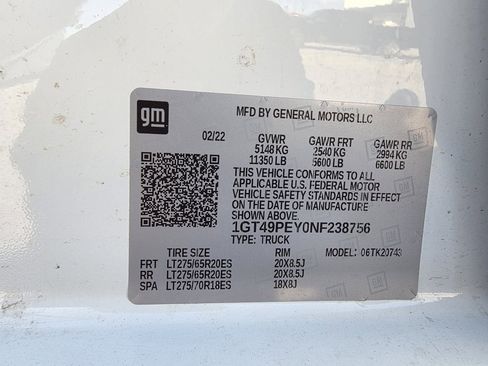 gm
MFD BY GENERAL MOTORS LLC
02/22 GVWR GAWR FRT GAWR RR
5148 KG 2540 KG 2994 KG
11350 LB 5600 LB 6600 LB
THIS VEHICLE CONFORMS TO ALL
APPLICABLE U.S. FEDERAL MOTOR
VEHICLE SAFETY STANDARDS IN EFFECT
ON THE DATE OF MANUFACTURE
SHOWN ABOVE.
1GT49PEY0NF238756
TYPE: TRUCK
TIRE SIZE RIM MODEL: 06TK20743
FRT LT275/65R20ES 20X8.5J
RR LT275/65R20ES 20X8.5J
SPA LT275/70R18ES 18X8J